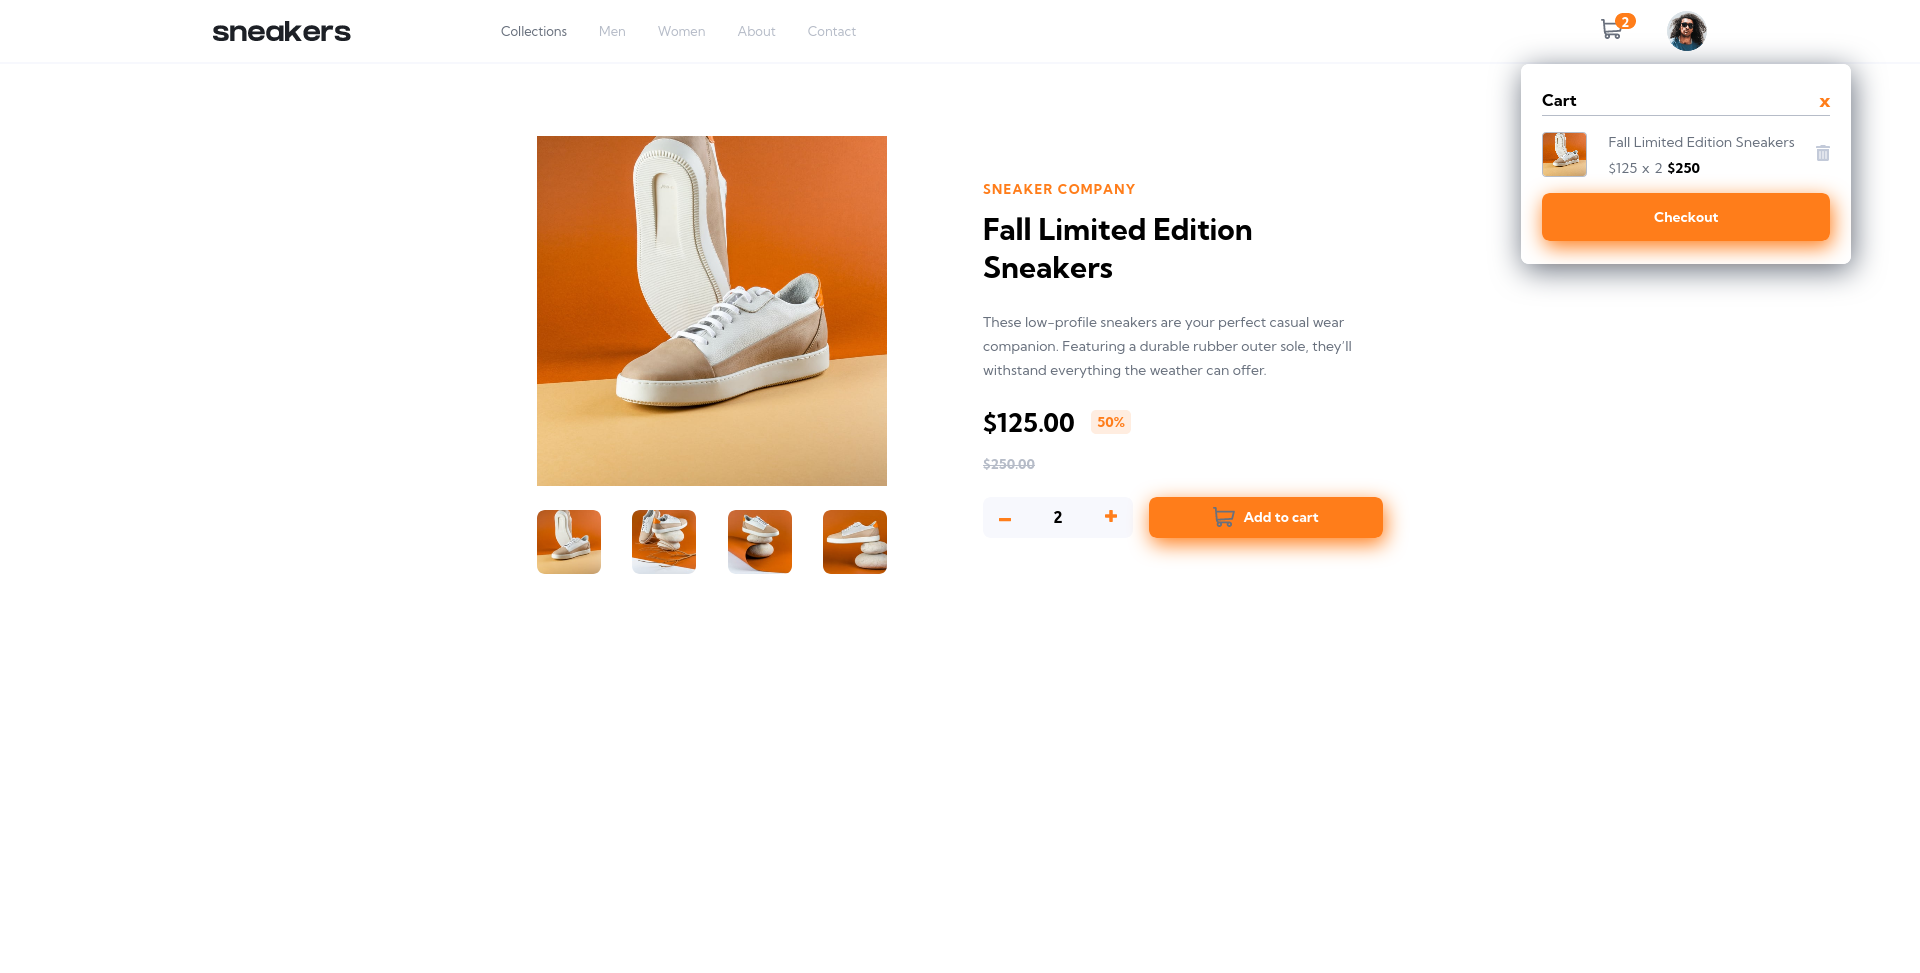 sneakers
Collections Men Women About Contact
2
Cart x
Fall Limited Edition Sneakers
$125 x 2 $250
Checkout
SNEAKER COMPANY
Fall Limited Edition
Sneakers
These low-profile sneakers are your perfect casual wear
companion. Featuring a durable rubber outer sole, they’ll
withstand everything the weather can offer.
$125.00 50%
$250.00
– 2 + Add to cart